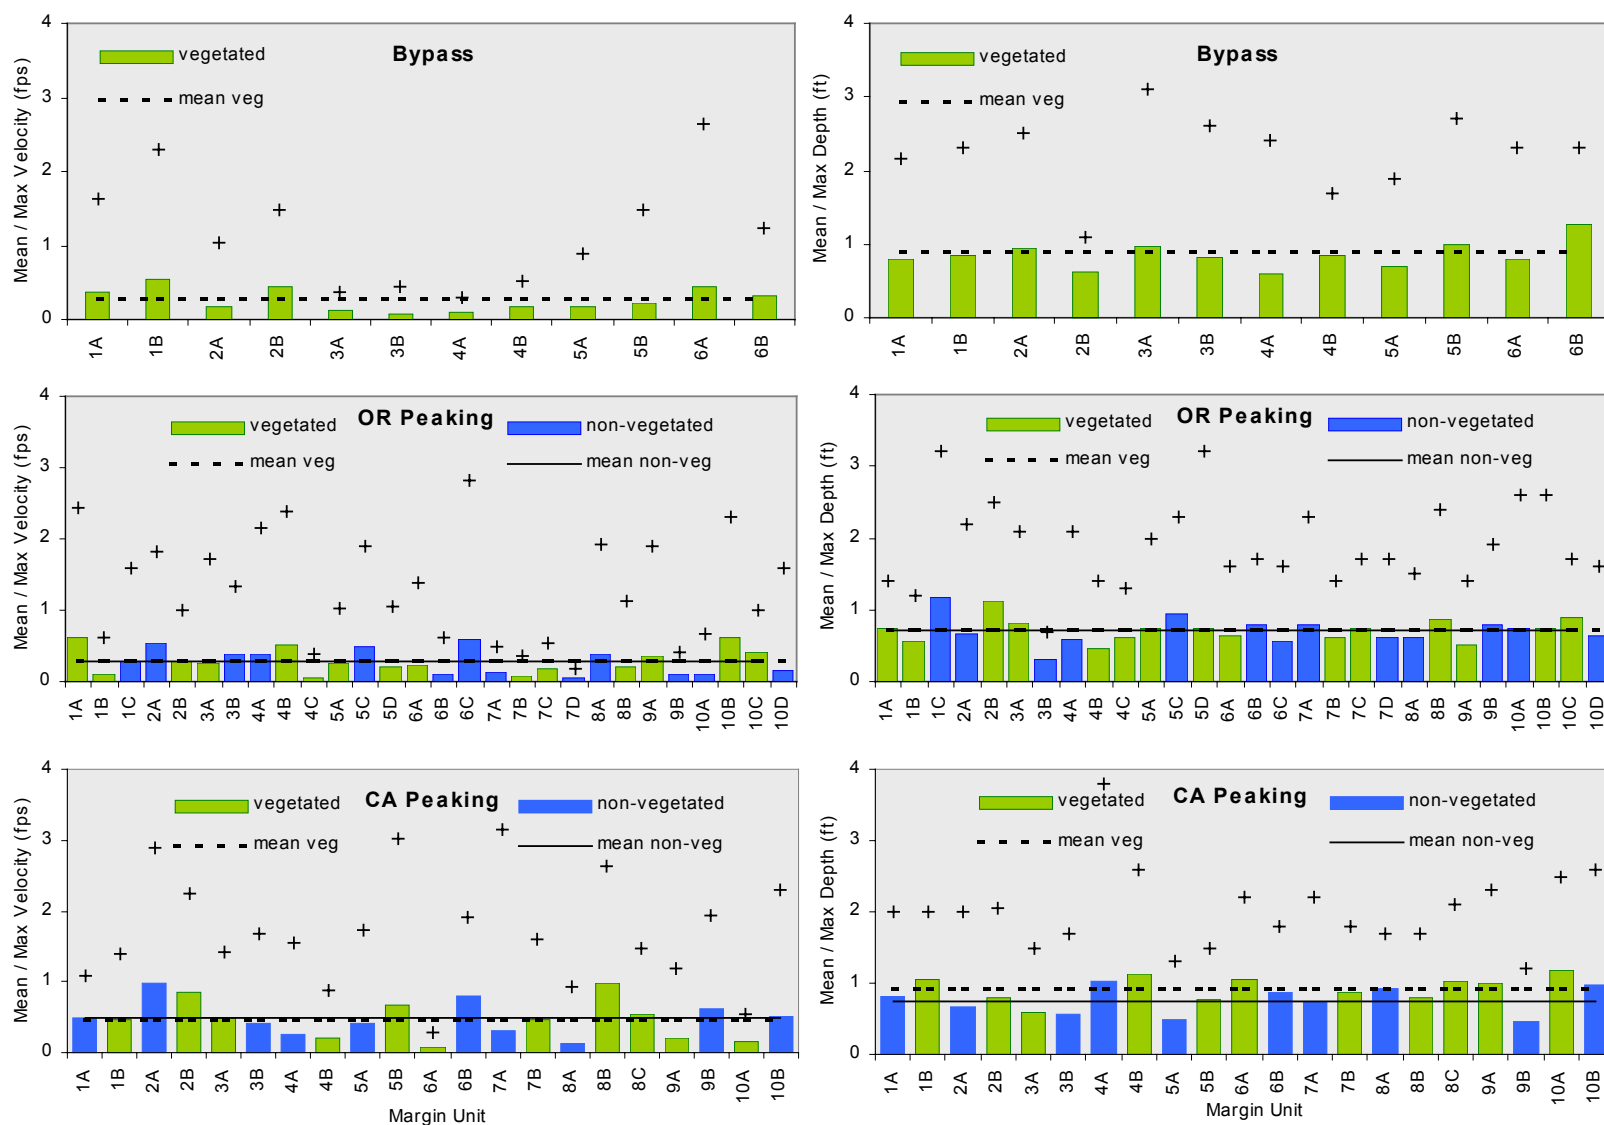 Bypass
vegetated
mean veg
Mean / Max Velocity (fps)
4
3
2
1
0
1A 1B 2A 2B 3A 3B 4A 4B 5A 5B 6A 6B
Bypass
vegetated
mean veg
Mean / Max Depth (ft)
4
3
2
1
0
1A 1B 2A 2B 3A 3B 4A 4B 5A 5B 6A 6B
OR Peaking
vegetated
non-vegetated
mean veg
mean non-veg
Mean / Max Velocity (fps)
4
3
2
1
0
1A 1B 1C 2A 2B 3A 3B 4A 4B 4C 5A 5C 5D 6A 6B 6C 7A 7B 7C 7D 8A 8B 9A 9B 10A 10B 10C 10D
OR Peaking
vegetated
non-vegetated
mean veg
mean non-veg
Mean / Max Depth (ft)
4
3
2
1
0
1A 1B 1C 2A 2B 3A 3B 4A 4B 4C 5A 5C 5D 6A 6B 6C 7A 7B 7C 7D 8A 8B 9A 9B 10A 10B 10C 10D
CA Peaking
vegetated
non-vegetated
mean veg
mean non-veg
Mean / Max Velocity (fps)
4
3
2
1
0
1A 1B 2A 2B 3A 3B 4A 4B 5A 5B 6A 6B 7A 7B 8A 8B 8C 9A 9B 10A 10B
Margin Unit
CA Peaking
vegetated
non-vegetated
mean veg
mean non-veg
Mean / Max Depth (ft)
4
3
2
1
0
1A 1B 2A 2B 3A 3B 4A 4B 5A 5B 6A 6B 7A 7B 8A 8B 8C 9A 9B 10A 10B
Margin Unit